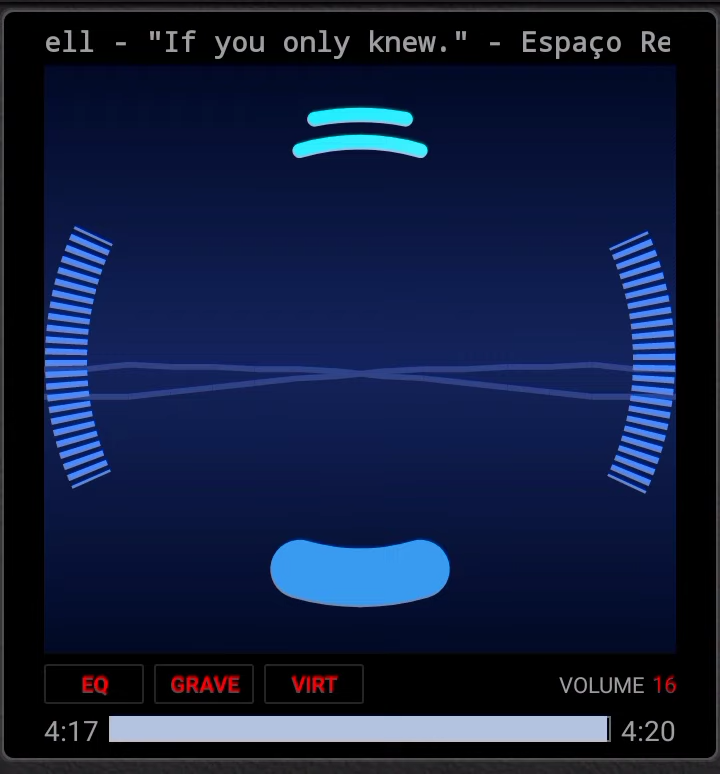 ell - "If you only knew." - Espaço Re
EQ GRAVE VIRT VOLUME 16
4:17 4:20